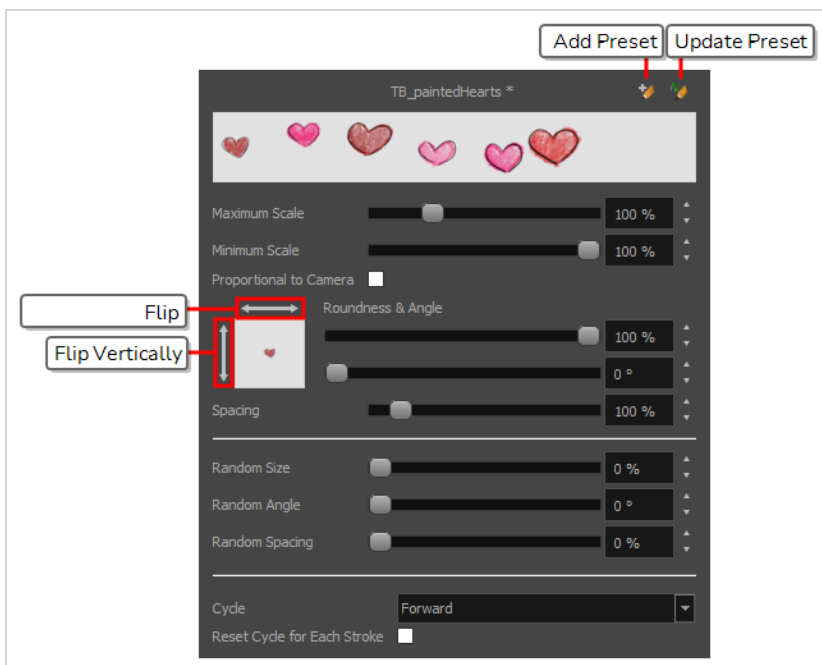 Add Preset Update Preset
TB_paintedHearts *
Maximum Scale 100 %
Minimum Scale 100 %
Proportional to Camera
Flip Roundness & Angle
Flip Vertically 100 %
0 °
Spacing 100 %
Random Size 0 %
Random Angle 0 °
Random Spacing 0 %
Cycle Forward
Reset Cycle for Each Stroke